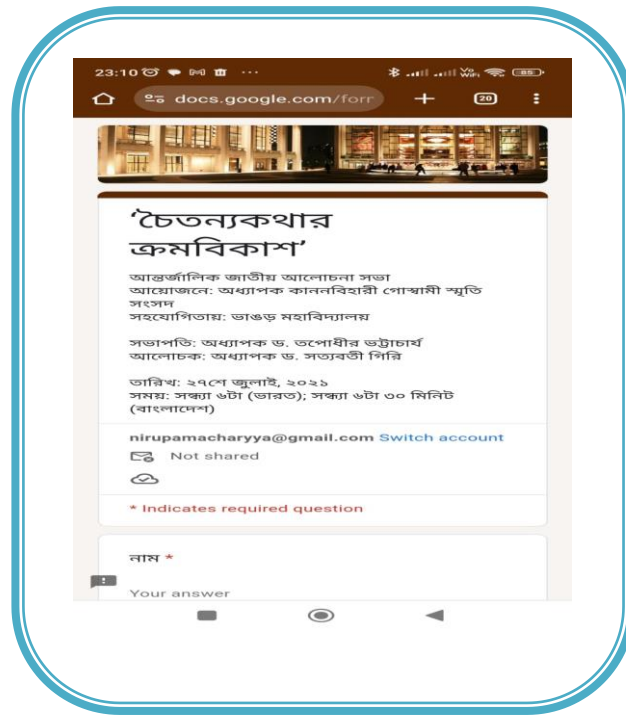 23:10
Vo WiFi 85
docs.google.com/forr
20
‘চৈতন্যকথার
ক্রমবিকাশ’
আন্তর্জালিক জাতীয় আলোচনা সভা
আয়োজনে: অধ্যাপক কাননবিহারী গোস্বামী স্মৃতি
সংসদ
সহযোগিতায়: ভাঙড় মহাবিদ্যালয়
সভাপতি: অধ্যাপক ড. তপোধীর ভট্টাচার্য
আলোচক: অধ্যাপক ড. সত্যবতী গিরি
তারিখ: ২৭শে জুলাই, ২০২১
সময়: সন্ধ্যা ৬টা (ভারত); সন্ধ্যা ৬টা ৩০ মিনিট
(বাংলাদেশ)
nirupamacharyya@gmail.com Switch account
Not shared
* Indicates required question
নাম *
Your answer